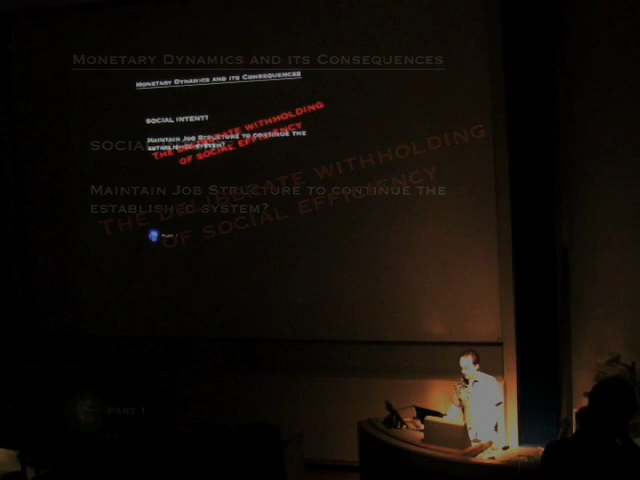 MONETARY DYNAMICS AND ITS CONSEQUENCES
MONETARY DYNAMICS AND ITS CONSEQUENCES
SOCIAL INTENT?
MAINTAIN JOB STRUCTURE TO CONTINUE THE
ESTABLISHED SYSTEM?
THE DELIBERATE WITHHOLDING
OF SOCIAL EFFICIENCY
MAINTAIN JOB STRUCTURE TO CONTINUE THE
ESTABLISHED SYSTEM?
THE DELIBERATE WITHHOLDING
OF SOCIAL EFFICIENCY
PART 1
PART 1